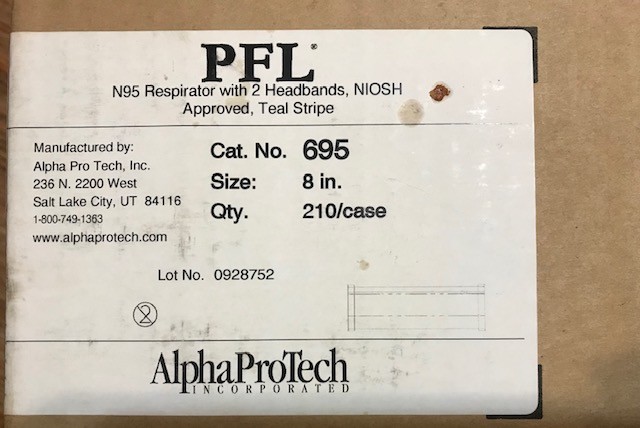 PFL®
N95 Respirator with 2 Headbands, NIOSH
Approved, Teal Stripe
Manufactured by:
Alpha Pro Tech, Inc.
236 N. 2200 West
Salt Lake City, UT 84116
1-800-749-1363
www.alphaprotech.com
Cat. No. 695
Size: 8 in.
Qty. 210/case
Lot No. 0928752
2
AlphaProTech
INCORPORATED